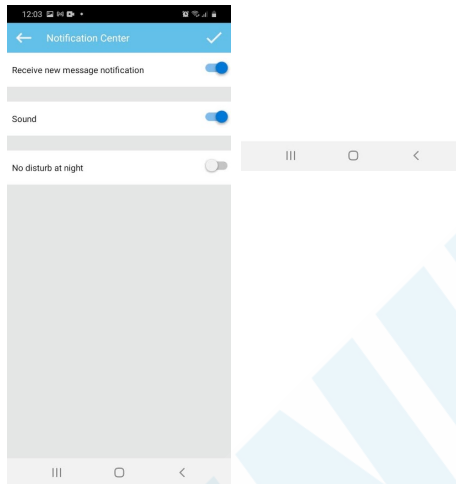 12:03
Notification Center
Receive new message notification
Sound
No disturb at night